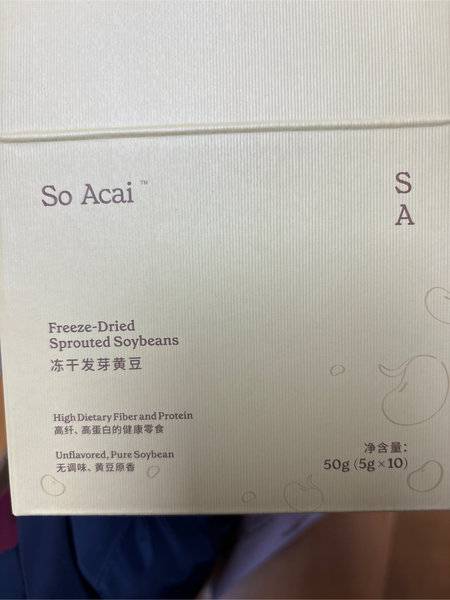 So Acai ™
S
A
Freeze-Dried
Sprouted Soybeans
冻干发芽黄豆
High Dietary Fiber and Protein
高纤、高蛋白的健康零食
Unflavored, Pure Soybean
无调味、黄豆原香
净含量:
50g (5g×10)